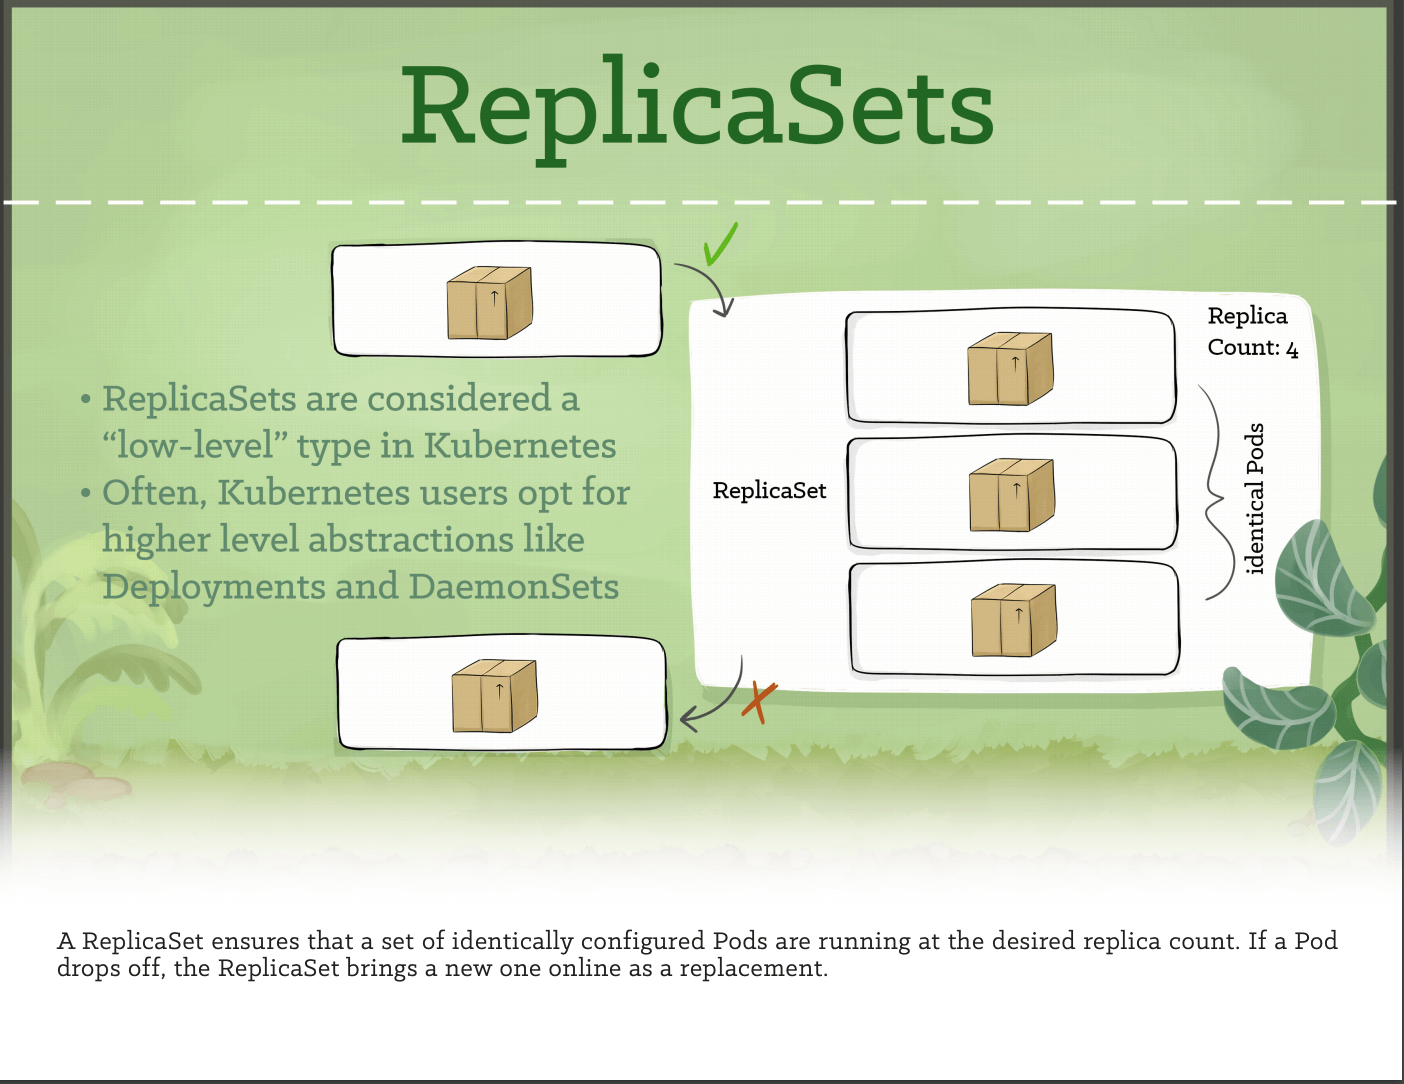 ReplicaSets
• ReplicaSets are considered a
“low-level” type in Kubernetes
• Often, Kubernetes users opt for
higher level abstractions like
Deployments and DaemonSets
ReplicaSet
Replica
Count: 4
identical Pods
A ReplicaSet ensures that a set of identically configured Pods are running at the desired replica count. If a Pod
drops off, the ReplicaSet brings a new one online as a replacement.